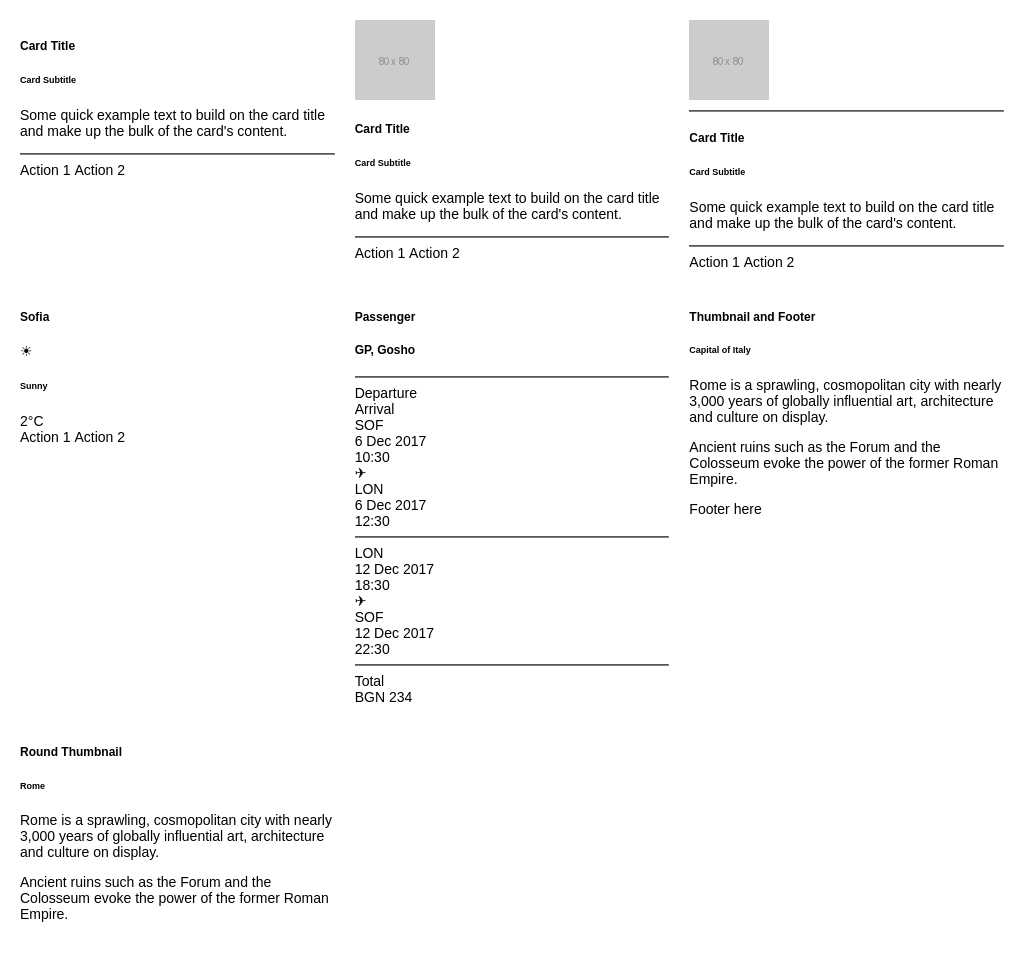 Card Title
Card Subtitle
Some quick example text to build on the card title
and make up the bulk of the card's content.
Action 1 Action 2
80 x 80
Card Title
Card Subtitle
Some quick example text to build on the card title
and make up the bulk of the card's content.
Action 1 Action 2
80 x 80
Card Title
Card Subtitle
Some quick example text to build on the card title
and make up the bulk of the card's content.
Action 1 Action 2
Sofia
☀
Sunny
2°C
Action 1 Action 2
Passenger
GP, Gosho
Departure
Arrival
SOF
6 Dec 2017
10:30
✈
LON
6 Dec 2017
12:30
LON
12 Dec 2017
18:30
✈
SOF
12 Dec 2017
22:30
Total
BGN 234
Thumbnail and Footer
Capital of Italy
Rome is a sprawling, cosmopolitan city with nearly
3,000 years of globally influential art, architecture
and culture on display.
Ancient ruins such as the Forum and the
Colosseum evoke the power of the former Roman
Empire.
Footer here
Round Thumbnail
Rome
Rome is a sprawling, cosmopolitan city with nearly
3,000 years of globally influential art, architecture
and culture on display.
Ancient ruins such as the Forum and the
Colosseum evoke the power of the former Roman
Empire.